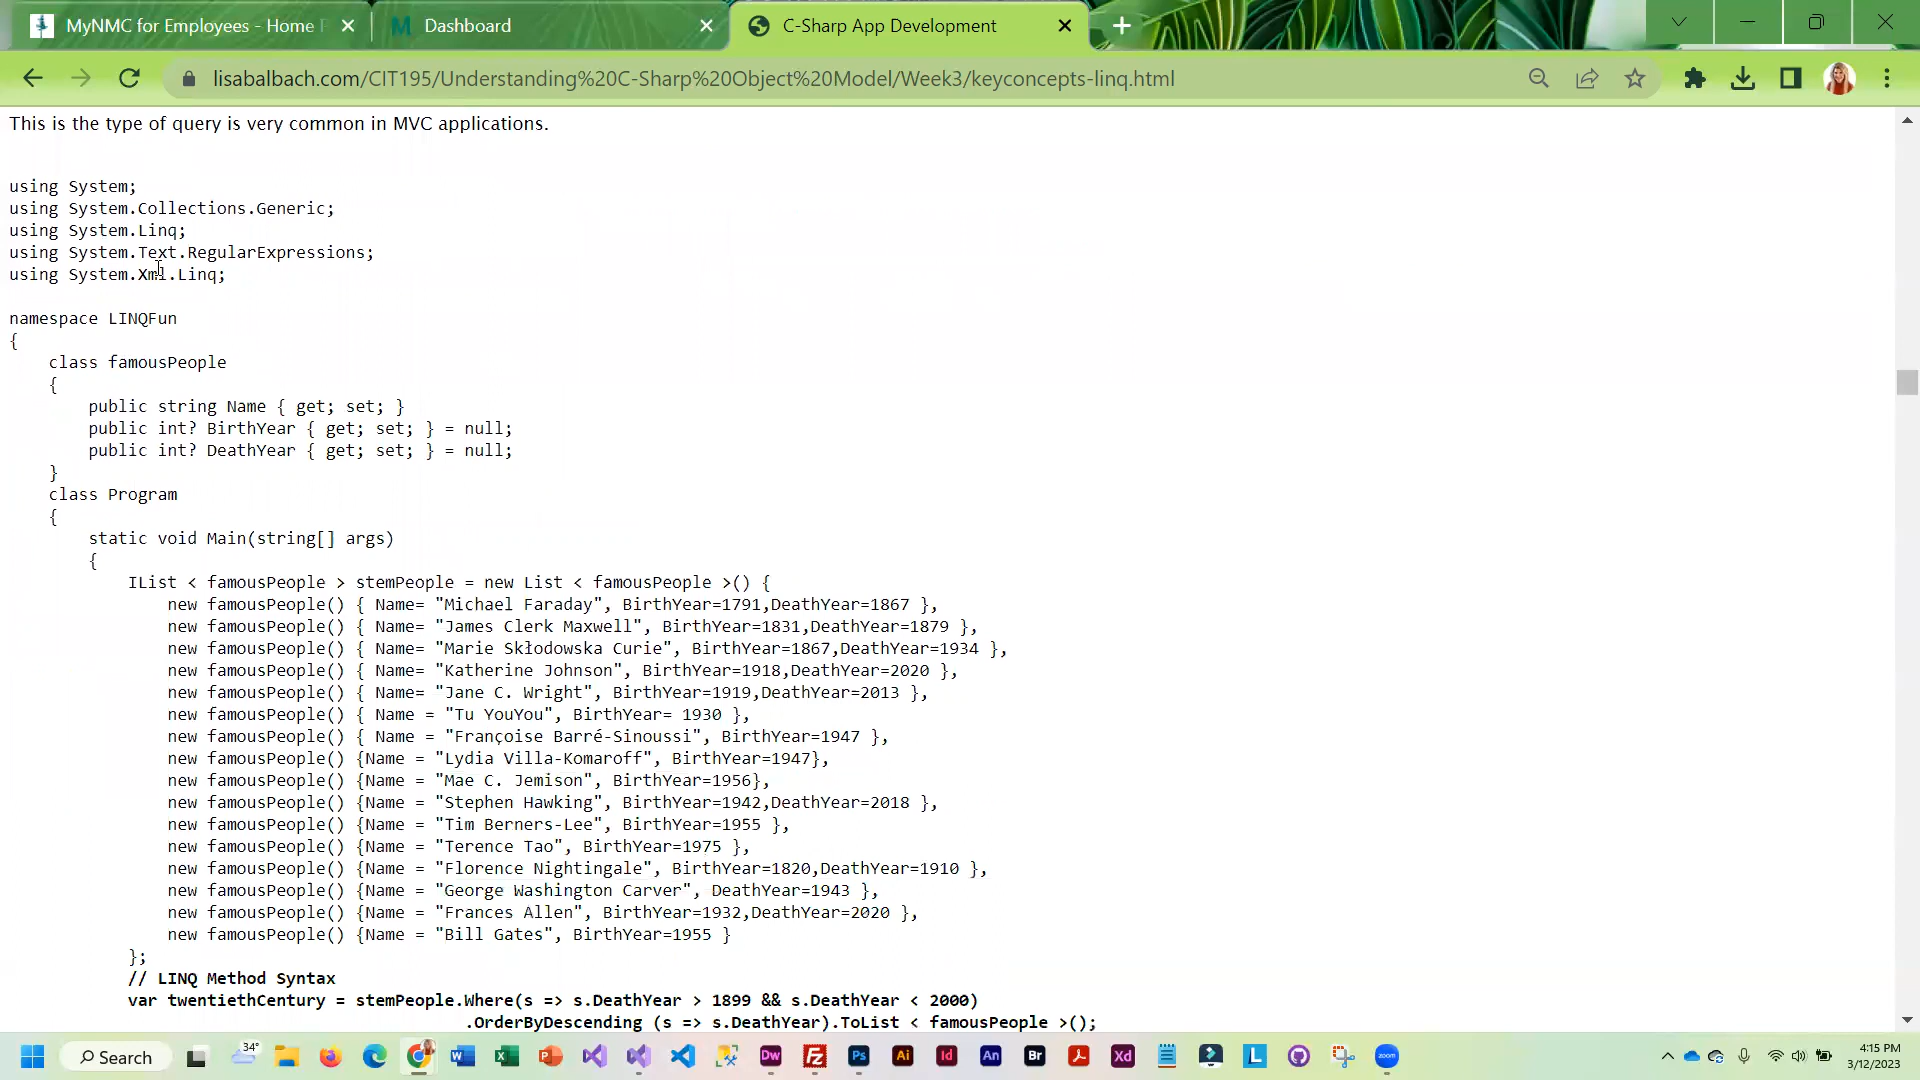 MyNMC for Employees - Home
Dashboard
C-Sharp App Development
lisabalbach.com/CIT195/Understanding%20C-Sharp%20Object%20Model/Week3/keyconcepts-linq.html
This is the type of query is very common in MVC applications.
using System;
using System.Collections.Generic;
using System.Linq;
using System.Text.RegularExpressions;
using System.Xml.Linq;
namespace LINQFun
{
    class famousPeople
    {
        public string Name { get; set; }
        public int? BirthYear { get; set; } = null;
        public int? DeathYear { get; set; } = null;
    }
    class Program
    {
        static void Main(string[] args)
        {
            IList < famousPeople > stemPeople = new List < famousPeople >() {
                new famousPeople() { Name= "Michael Faraday", BirthYear=1791,DeathYear=1867 },
                new famousPeople() { Name= "James Clerk Maxwell", BirthYear=1831,DeathYear=1879 },
                new famousPeople() { Name= "Marie Skłodowska Curie", BirthYear=1867,DeathYear=1934 },
                new famousPeople() { Name= "Katherine Johnson", BirthYear=1918,DeathYear=2020 },
                new famousPeople() { Name= "Jane C. Wright", BirthYear=1919,DeathYear=2013 },
                new famousPeople() { Name = "Tu YouYou", BirthYear= 1930 },
                new famousPeople() { Name = "Françoise Barré-Sinoussi", BirthYear=1947 },
                new famousPeople() {Name = "Lydia Villa-Komaroff", BirthYear=1947},
                new famousPeople() {Name = "Mae C. Jemison", BirthYear=1956},
                new famousPeople() {Name = "Stephen Hawking", BirthYear=1942,DeathYear=2018 },
                new famousPeople() {Name = "Tim Berners-Lee", BirthYear=1955 },
                new famousPeople() {Name = "Terence Tao", BirthYear=1975 },
                new famousPeople() {Name = "Florence Nightingale", BirthYear=1820,DeathYear=1910 },
                new famousPeople() {Name = "George Washington Carver", DeathYear=1943 },
                new famousPeople() {Name = "Frances Allen", BirthYear=1932,DeathYear=2020 },
                new famousPeople() {Name = "Bill Gates", BirthYear=1955 }
            };
            // LINQ Method Syntax
            var twentiethCentury = stemPeople.Where(s => s.DeathYear > 1899 && s.DeathYear < 2000)
                                              .OrderByDescending (s => s.DeathYear).ToList < famousPeople >();
Search
34°
W
X
P
Dw
Fz
Ps
Ai
Id
An
Br
Xd
L
zoom
4:15 PM
3/12/2023